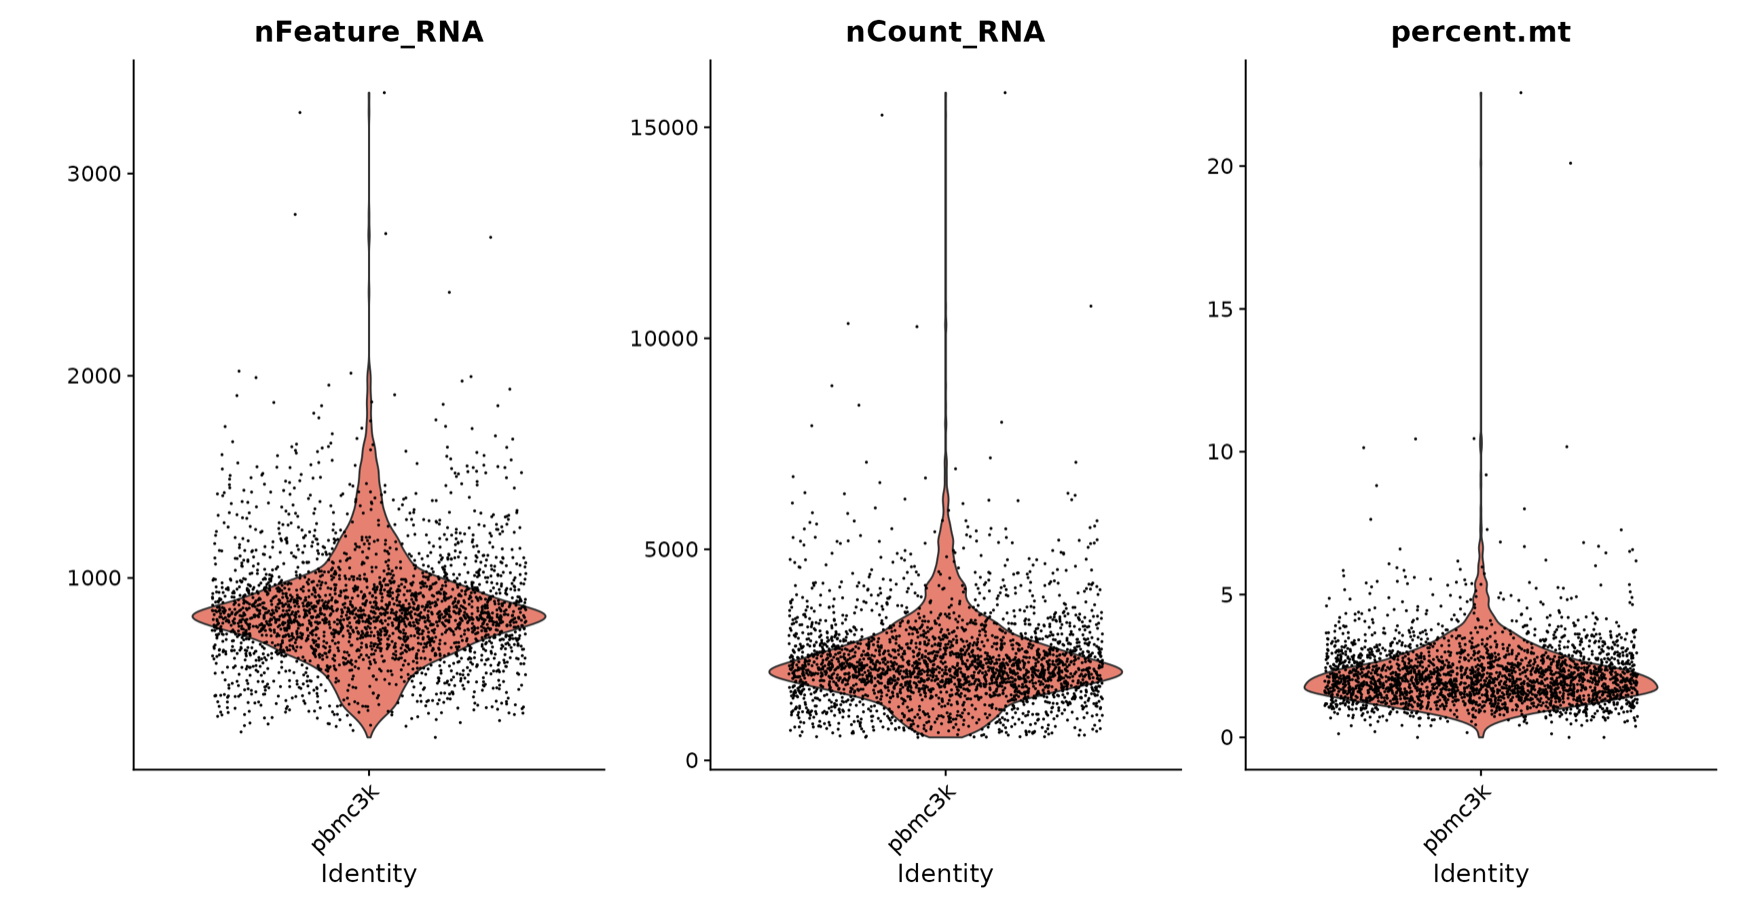 nFeature_RNA
3000
2000
1000
pbmc3k
Identity
nCount_RNA
15000
10000
5000
0
pbmc3k
Identity
percent.mt
20
15
10
5
0
pbmc3k
Identity